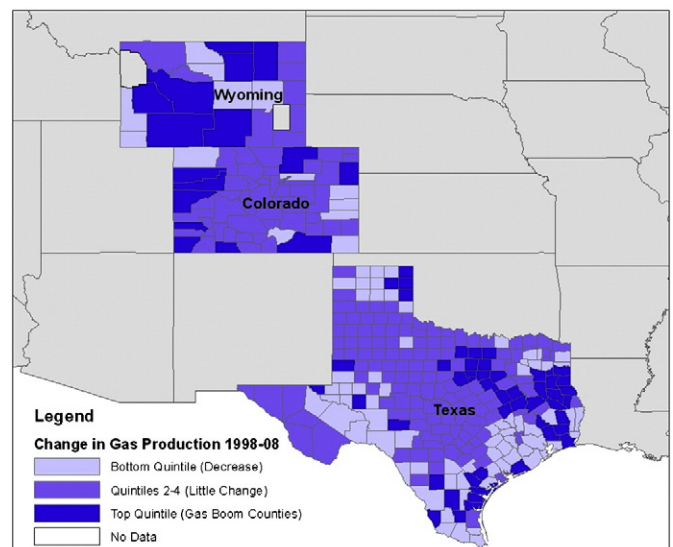 Wyoming
Colorado
Texas
Legend
Change in Gas Production 1998-08
Bottom Quintile (Decrease)
Quintiles 2-4 (Little Change)
Top Quintile (Gas Boom Counties)
No Data